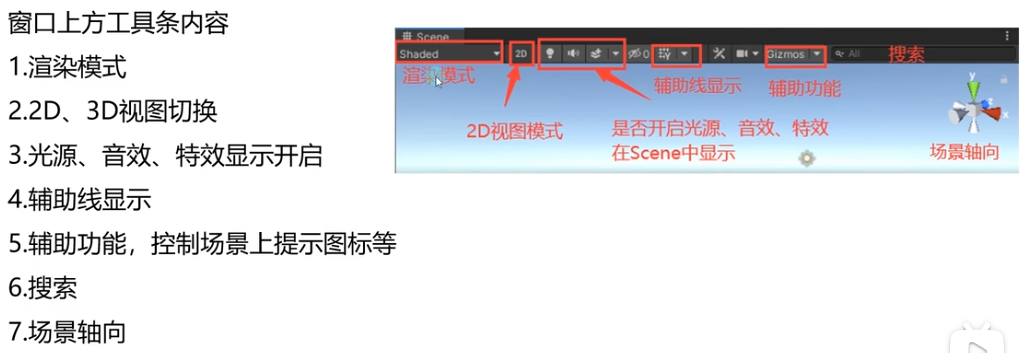 窗口上方工具条内容
1.渲染模式
2.2D、3D视图切换
3.光源、音效、特效显示开启
4.辅助线显示
5.辅助功能，控制场景上提示图标等
6.搜索
7.场景轴向
Scene
Shaded 2D 0 Gizmos All 搜索
渲染模式
辅助线显示 辅助功能
2D视图模式
是否开启光源、音效、特效
在Scene中显示
y
z
x
场景轴向